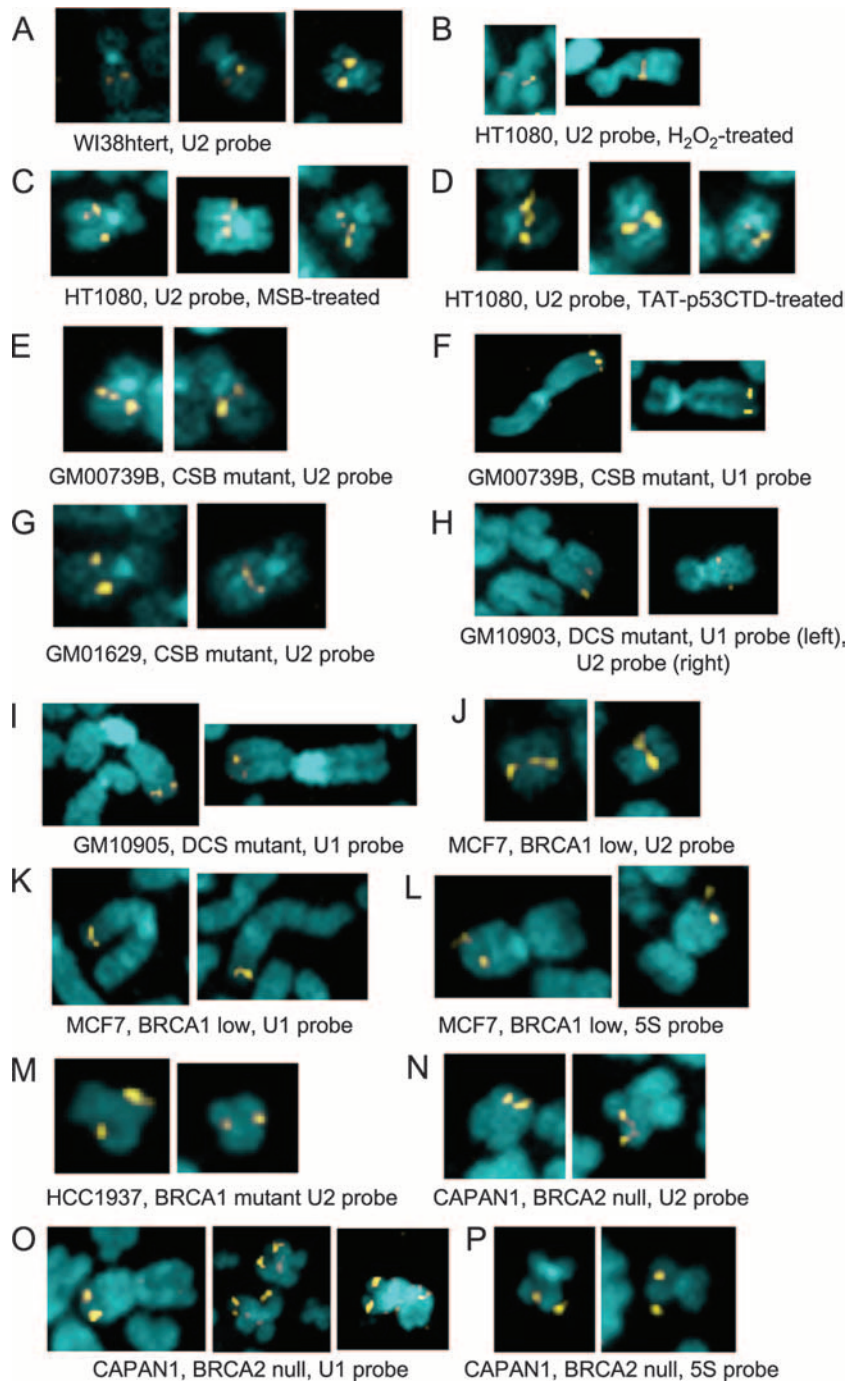 A
WI38htert, U2 probe
B
HT1080, U2 probe, H₂O₂-treated
C
HT1080, U2 probe, MSB-treated
D
HT1080, U2 probe, TAT-p53CTD-treated
E
GM00739B, CSB mutant, U2 probe
F
GM00739B, CSB mutant, U1 probe
G
GM01629, CSB mutant, U2 probe
H
GM10903, DCS mutant, U1 probe (left),
U2 probe (right)
I
GM10905, DCS mutant, U1 probe
J
MCF7, BRCA1 low, U2 probe
K
MCF7, BRCA1 low, U1 probe
L
MCF7, BRCA1 low, 5S probe
M
HCC1937, BRCA1 mutant U2 probe
N
CAPAN1, BRCA2 null, U2 probe
O
CAPAN1, BRCA2 null, U1 probe
P
CAPAN1, BRCA2 null, 5S probe